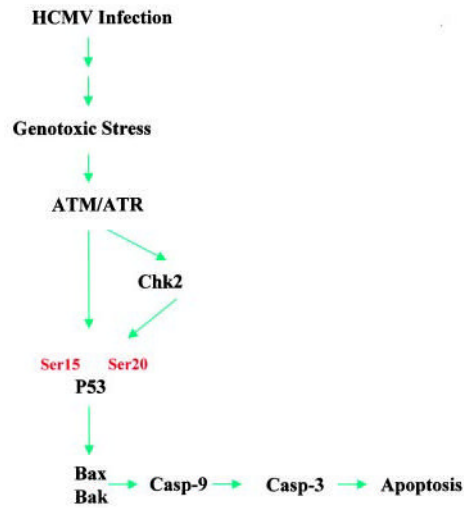 HCMV Infection
Genotoxic Stress
ATM/ATR
Chk2
Ser15 Ser20
P53
Bax
Bak
Casp-9
Casp-3
Apoptosis